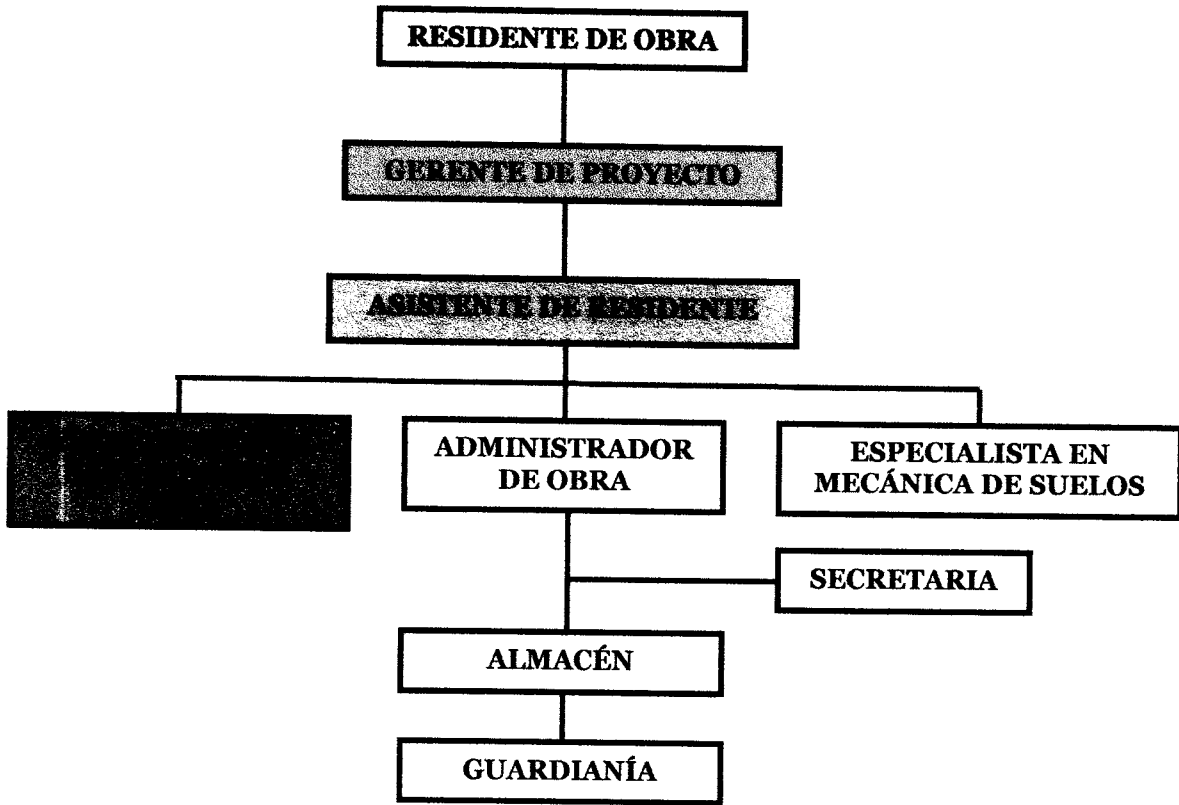 RESIDENTE DE OBRA
GERENTE DE PROYECTO
ASISTENTE DE RESIDENTE
ADMINISTRADOR
DE OBRA
ESPECIALISTA EN
MECÁNICA DE SUELOS
SECRETARIA
ALMACÉN
GUARDIANÍA